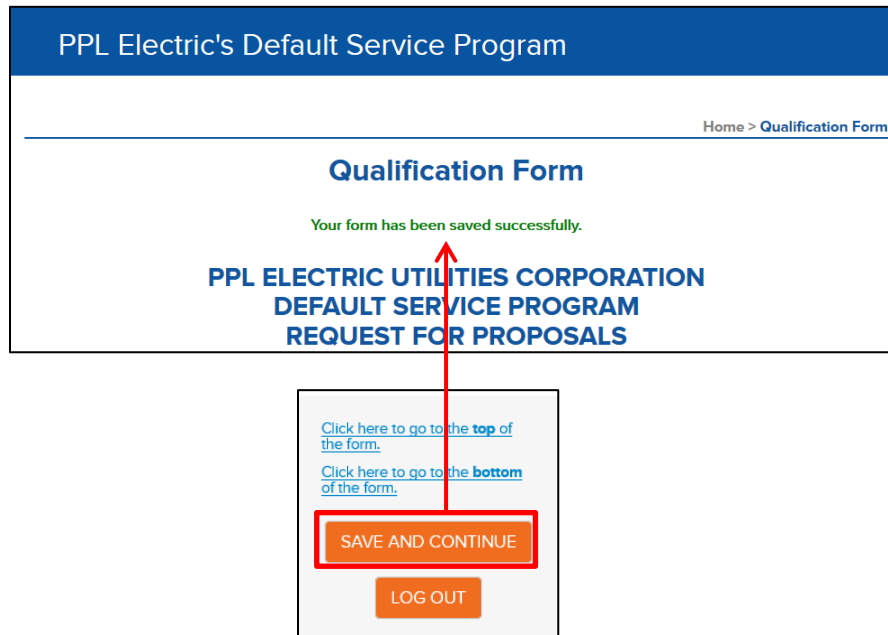 PPL Electric's Default Service Program
Home > Qualification Form
Qualification Form
Your form has been saved successfully.
PPL ELECTRIC UTILITIES CORPORATION
DEFAULT SERVICE PROGRAM
REQUEST FOR PROPOSALS
Click here to go to the top of
the form.
Click here to go to the bottom
of the form.
SAVE AND CONTINUE
LOG OUT